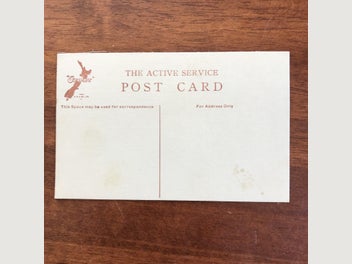 THE ACTIVE SERVICE
POST CARD
This Space may be used for correspondence
For Address Only